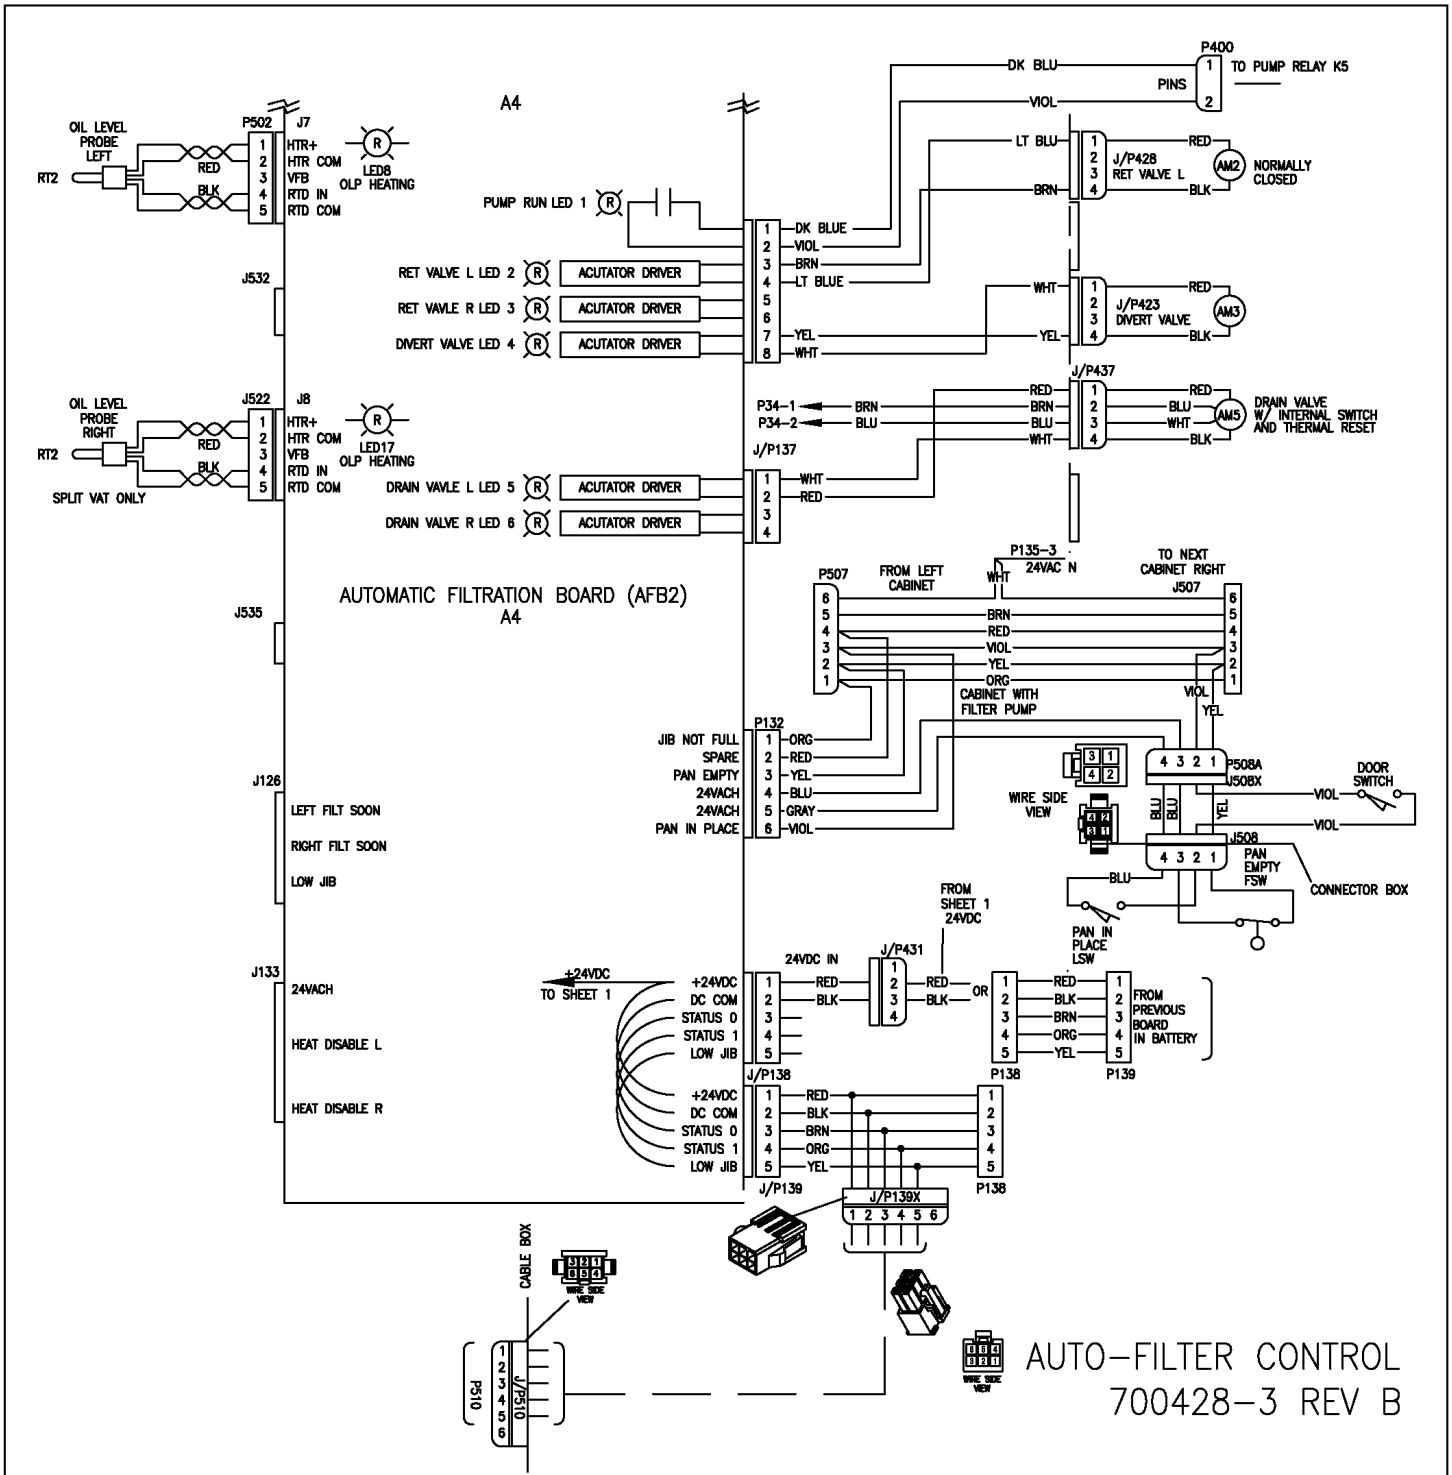 A4
P400
DK BLU
1
TO PUMP RELAY K5
PINS
VIOL
2
OIL LEVEL
PROBE
LEFT
RT2
RED
BLK
P502
J7
1 HTR+
2 HTR COM
3 VFB
4 RTD IN
5 RTD COM
R
LED8
OLP HEATING
LT BLU
BRN
1
2
3
4
J/P428
RET VALVE L
RED
BLK
AM2
NORMALLY
CLOSED
PUMP RUN LED 1 R
1 DK BLUE
2 VIOL
3 BRN
4 LT BLUE
5
6
7 YEL
8 WHT
RET VALVE L LED 2 R ACUTATOR DRIVER
RET VAVLE R LED 3 R ACUTATOR DRIVER
DIVERT VALVE LED 4 R ACUTATOR DRIVER
J532
WHT
YEL
1
2
3
4
J/P423
DIVERT VALVE
RED
BLK
AM3
J/P437
RED
BRN
BLU
WHT
1
2
3
4
RED
BLU
WHT
BLK
AM5
DRAIN VALVE
W/ INTERNAL SWITCH
AND THERMAL RESET
P34-1 BRN
P34-2 BLU
J/P137
1 WHT
2 RED
3
4
OIL LEVEL
PROBE
RIGHT
RT2
RED
BLK
SPLIT VAT ONLY
J522
J8
1 HTR+
2 HTR COM
3 VFB
4 RTD IN
5 RTD COM
R
LED17
OLP HEATING
DRAIN VAVLE L LED 5 R ACUTATOR DRIVER
DRAIN VALVE R LED 6 R ACUTATOR DRIVER
AUTOMATIC FILTRATION BOARD (AFB2)
A4
J535
P135-3
24VAC N
WHT
P507
FROM LEFT
CABINET
TO NEXT
CABINET RIGHT
J507
6 6
5 BRN 5
4 RED 4
3 VIOL 3
2 YEL 2
1 ORG 1
CABINET WITH
FILTER PUMP
VIOL
YEL
P132
JIB NOT FULL 1 ORG
SPARE 2 RED
PAN EMPTY 3 YEL
24VACH 4 BLU
24VACH 5 GRAY
PAN IN PLACE 6 VIOL
3 1
4 2
WIRE SIDE
VIEW
4 2
3 1
4 3 2 1
P508A
J508X
BLU
BLU
YEL
DOOR
SWITCH
VIOL
VIOL
J508
4 3 2 1
PAN
EMPTY
FSW
CONNECTOR BOX
BLU
PAN IN
PLACE
LSW
J126
LEFT FILT SOON
RIGHT FILT SOON
LOW JIB
J133
24VACH
HEAT DISABLE L
HEAT DISABLE R
+24VDC
TO SHEET 1
+24VDC 1 RED
DC COM 2 BLK
STATUS 0 3
STATUS 1 4
LOW JIB 5
J/P138
24VDC IN
J/P431
1
2 RED
3 BLK
4
FROM
SHEET 1
24VDC
OR
1 RED 1
2 BLK 2
3 BRN 3
4 ORG 4
5 YEL 5
P138
P139
FROM
PREVIOUS
BOARD
IN BATTERY
+24VDC 1 RED 1
DC COM 2 BLK 2
STATUS 0 3 BRN 3
STATUS 1 4 ORG 4
LOW JIB 5 YEL 5
J/P139
P138
J/P139X
1 2 3 4 5 6
CABLE BOX
3 2 1
6 5 4
WIRE SIDE
VIEW
P510
1
2
3
4
5
6
J/P510
6 5 4
3 2 1
WIRE SIDE
VIEW
AUTO-FILTER CONTROL
700428-3 REV B